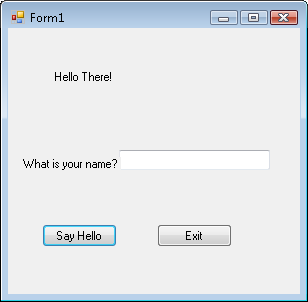 Form1
Hello There!
What is your name?
Say Hello Exit